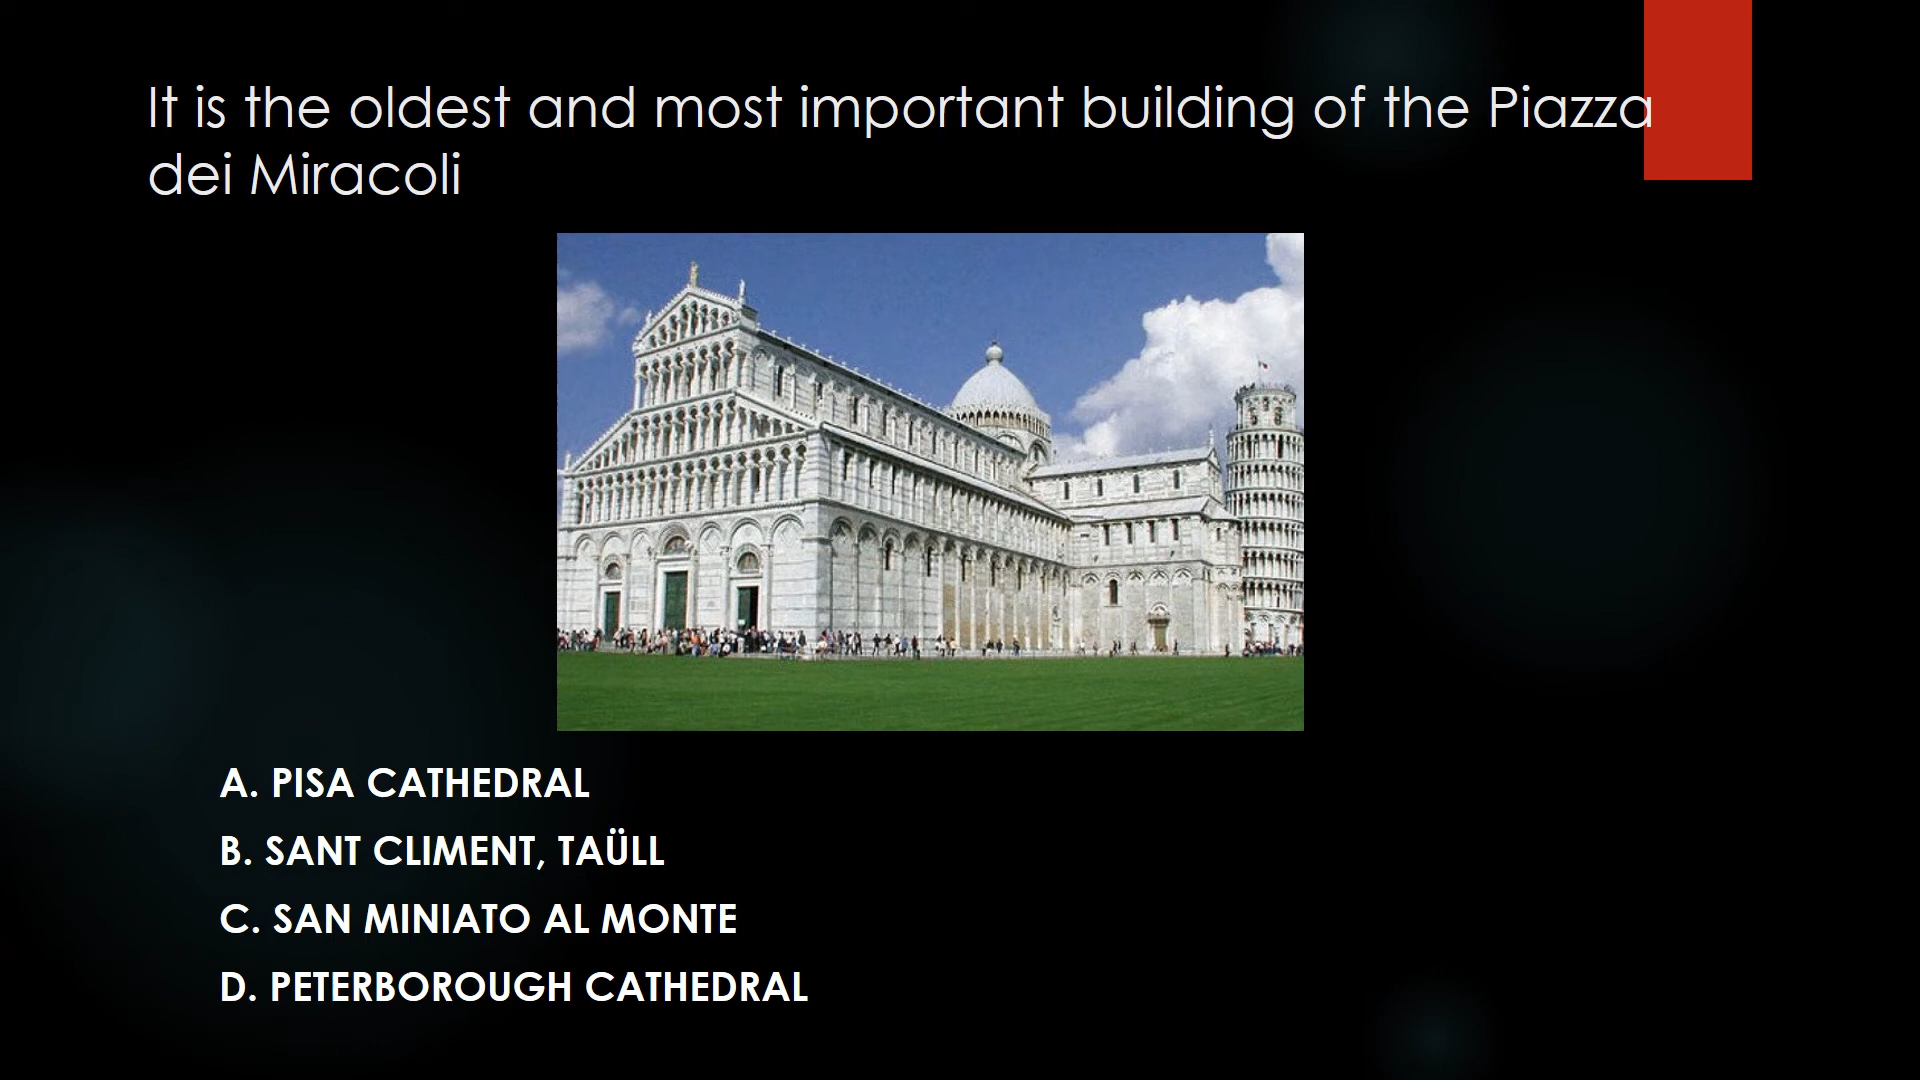 It is the oldest and most important building of the Piazza
dei Miracoli
A. PISA CATHEDRAL
B. SANT CLIMENT, TAÜLL
C. SAN MINIATO AL MONTE
D. PETERBOROUGH CATHEDRAL